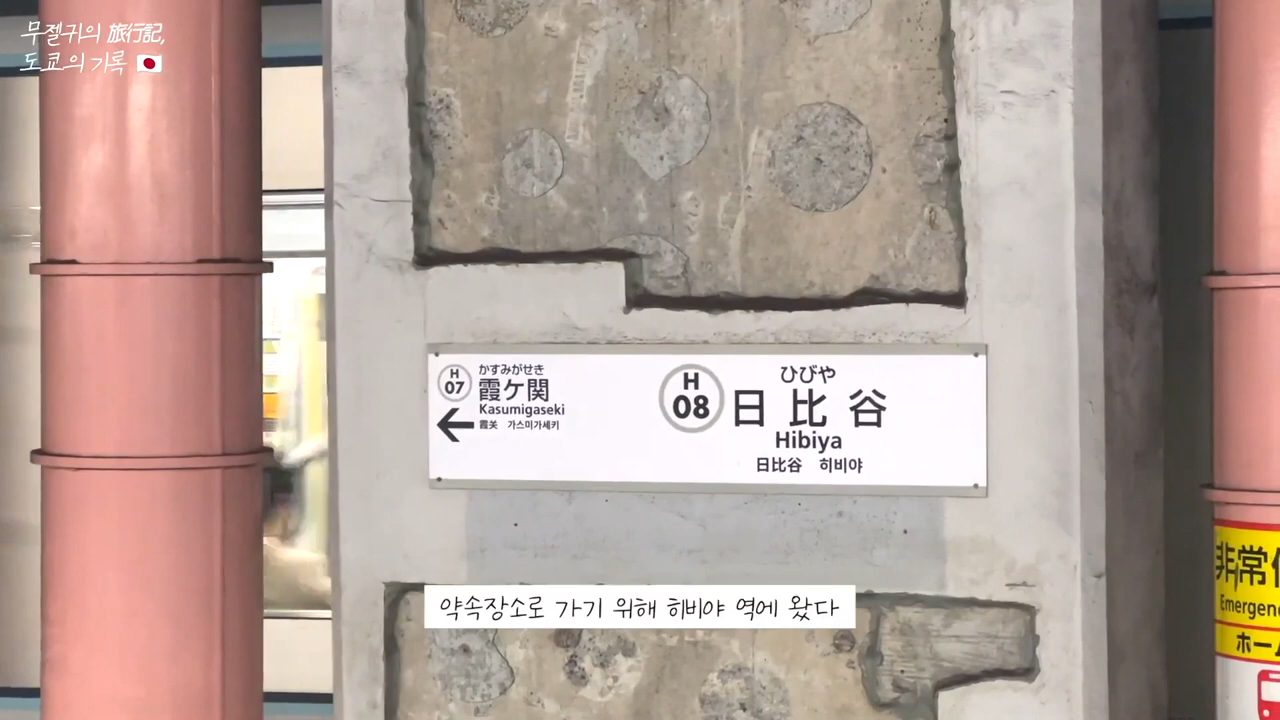 무젤귀의 旅行記,
도쿄의 기록 🇯🇵
H
07
かすみがせき
霞ケ関
Kasumigaseki
霞关 가스미가세키
H
08
ひびや
日比谷
Hibiya
日比谷 히비야
非常
Emergenc
ホー
약속장소로 가기 위해 히비야 역에 왔다